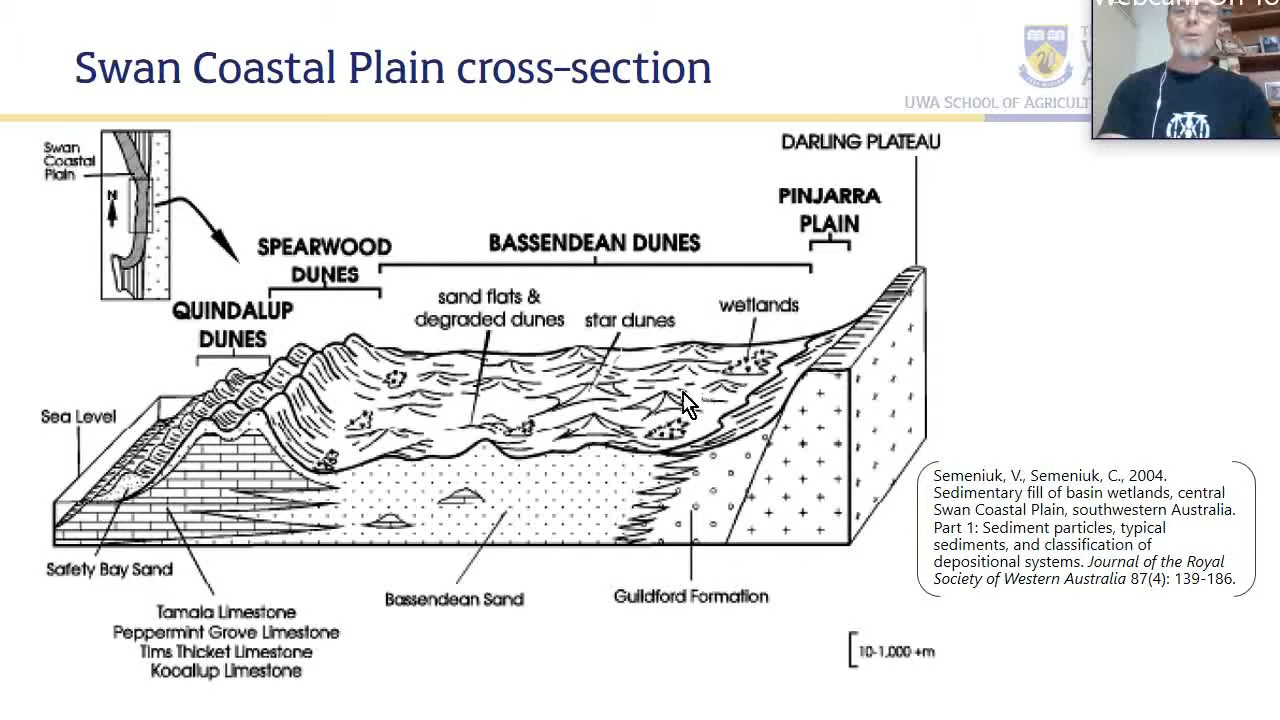 Swan Coastal Plain cross-section
UWA SCHOOL OF
Swan
Coastal
Plain
N
DARLING PLATEAU
PINJARRA
PLAIN
BASSENDEAN DUNES
SPEARWOOD
DUNES
QUINDALUP
DUNES
sand flats &
degraded dunes
star dunes
wetlands
Sea Level
Safety Bay Sand
Tamala Limestone
Peppermint Grove Limestone
Tims Thicket Limestone
Kooallup Limestone
Bassendean Sand
Guildford Formation
10-1,000 +m
Semeniuk, V., Semeniuk, C., 2004.
Sedimentary fill of basin wetlands, central
Swan Coastal Plain, southwestern Australia.
Part 1: Sediment particles, typical
sediments, and classification of
depositional systems. Journal of the Royal
Society of Western Australia 87(4): 139-186.